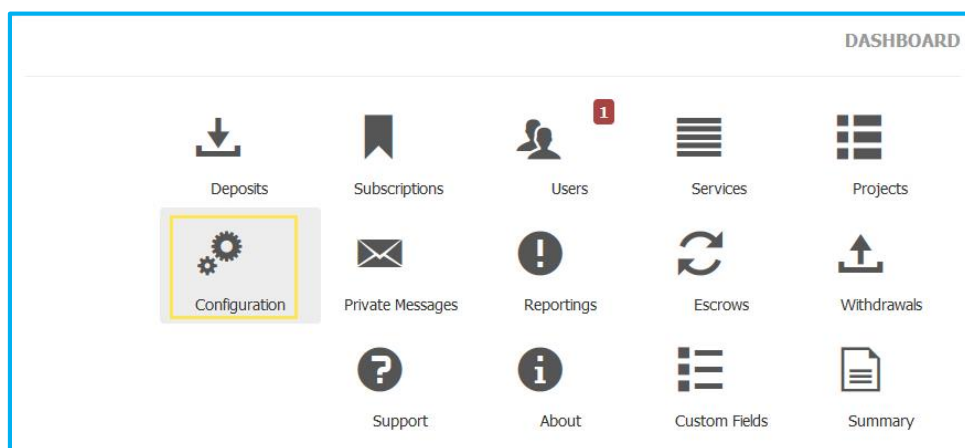 DASHBOARD
1
Deposits Subscriptions Users Services Projects
Configuration Private Messages Reportings Escrows Withdrawals
Support About Custom Fields Summary